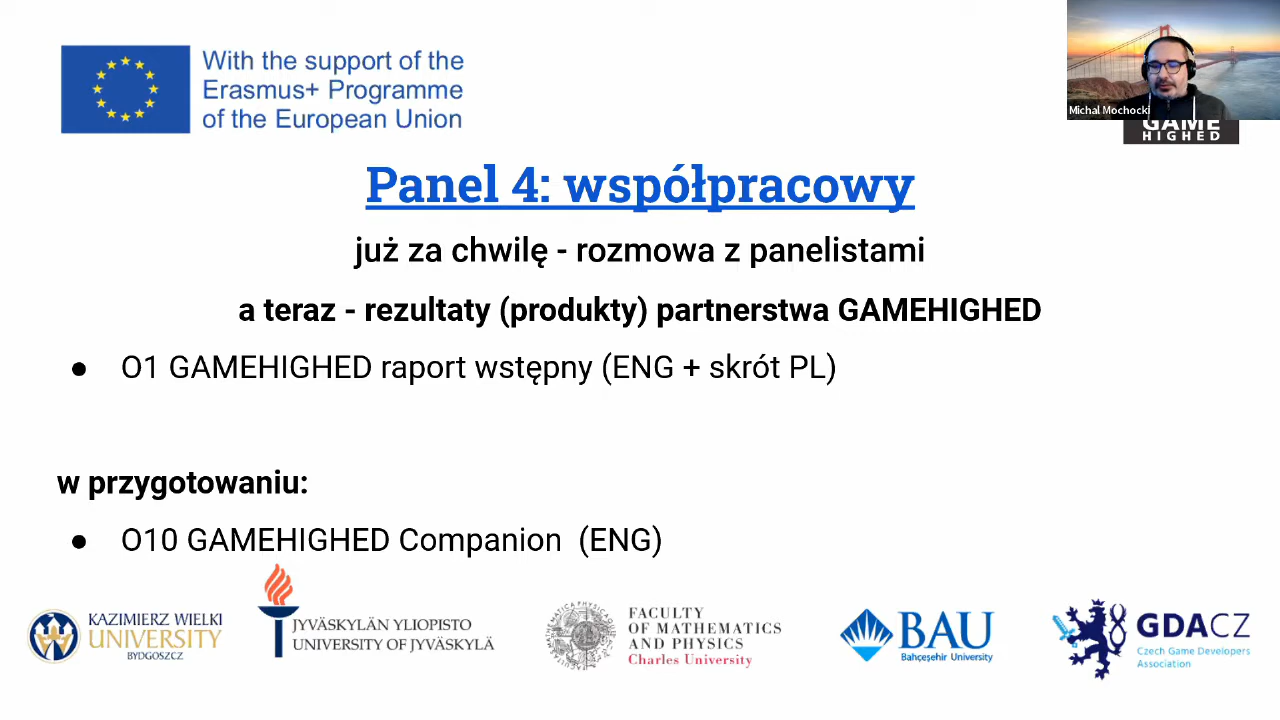 With the support of the
Erasmus+ Programme
of the European Union
Michal Mochocki
GAME
HIGHED
Panel 4: współpracowy
już za chwilę - rozmowa z panelistami
a teraz - rezultaty (produkty) partnerstwa GAMEHIGHED
● O1 GAMEHIGHED raport wstępny (ENG + skrót PL)
w przygotowaniu:
● O10 GAMEHIGHED Companion (ENG)
KAZIMIERZ WIELKI
UNIVERSITY
BYDGOSZCZ
JYVÄSKYLÄN YLIOPISTO
UNIVERSITY OF JYVÄSKYLÄ
FACULTY
OF MATHEMATICS
AND PHYSICS
Charles University
BAU
Bahçeşehir University
GDACZ
Czech Game Developers
Association